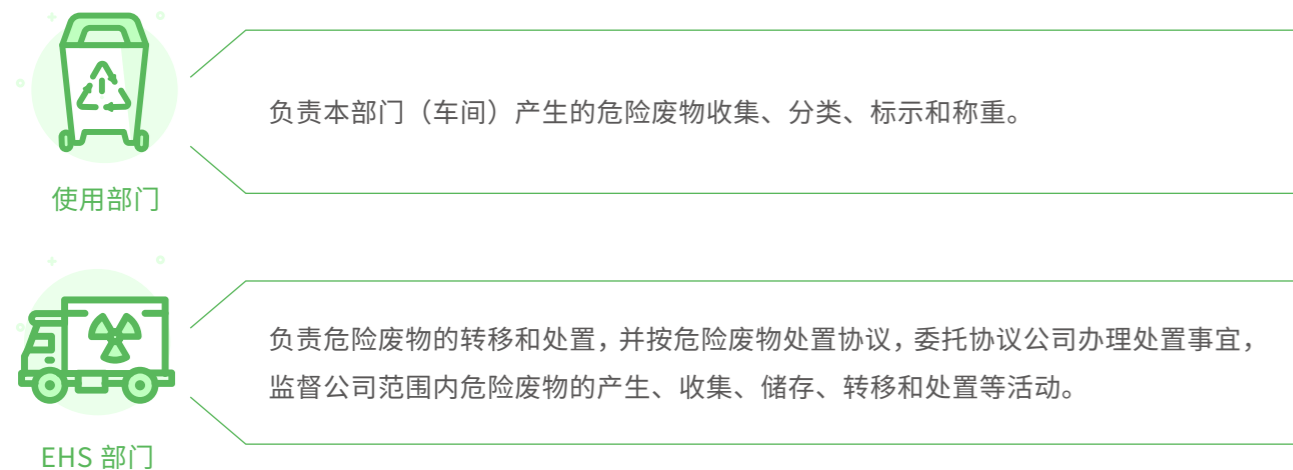 负责本部门（车间）产生的危险废物收集、分类、标示和称重。
使用部门
负责危险废物的转移和处置，并按危险废物处置协议，委托协议公司办理处置事宜，
监督公司范围内危险废物的产生、收集、储存、转移和处置等活动。
EHS 部门